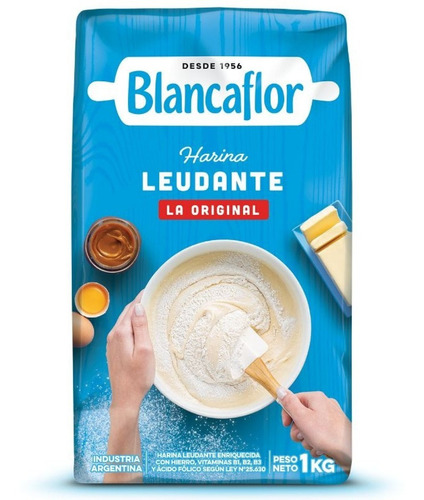 DESDE 1956
Blancaflor
Harina
LEUDANTE
LA ORIGINAL
INDUSTRIA
ARGENTINA
HARINA LEUDANTE ENRIQUECIDA
CON HIERRO, VITAMINAS B1, B2, B3
Y ÁCIDO FÓLICO SEGÚN LEY Nº25.630
PESO
NETO 1KG